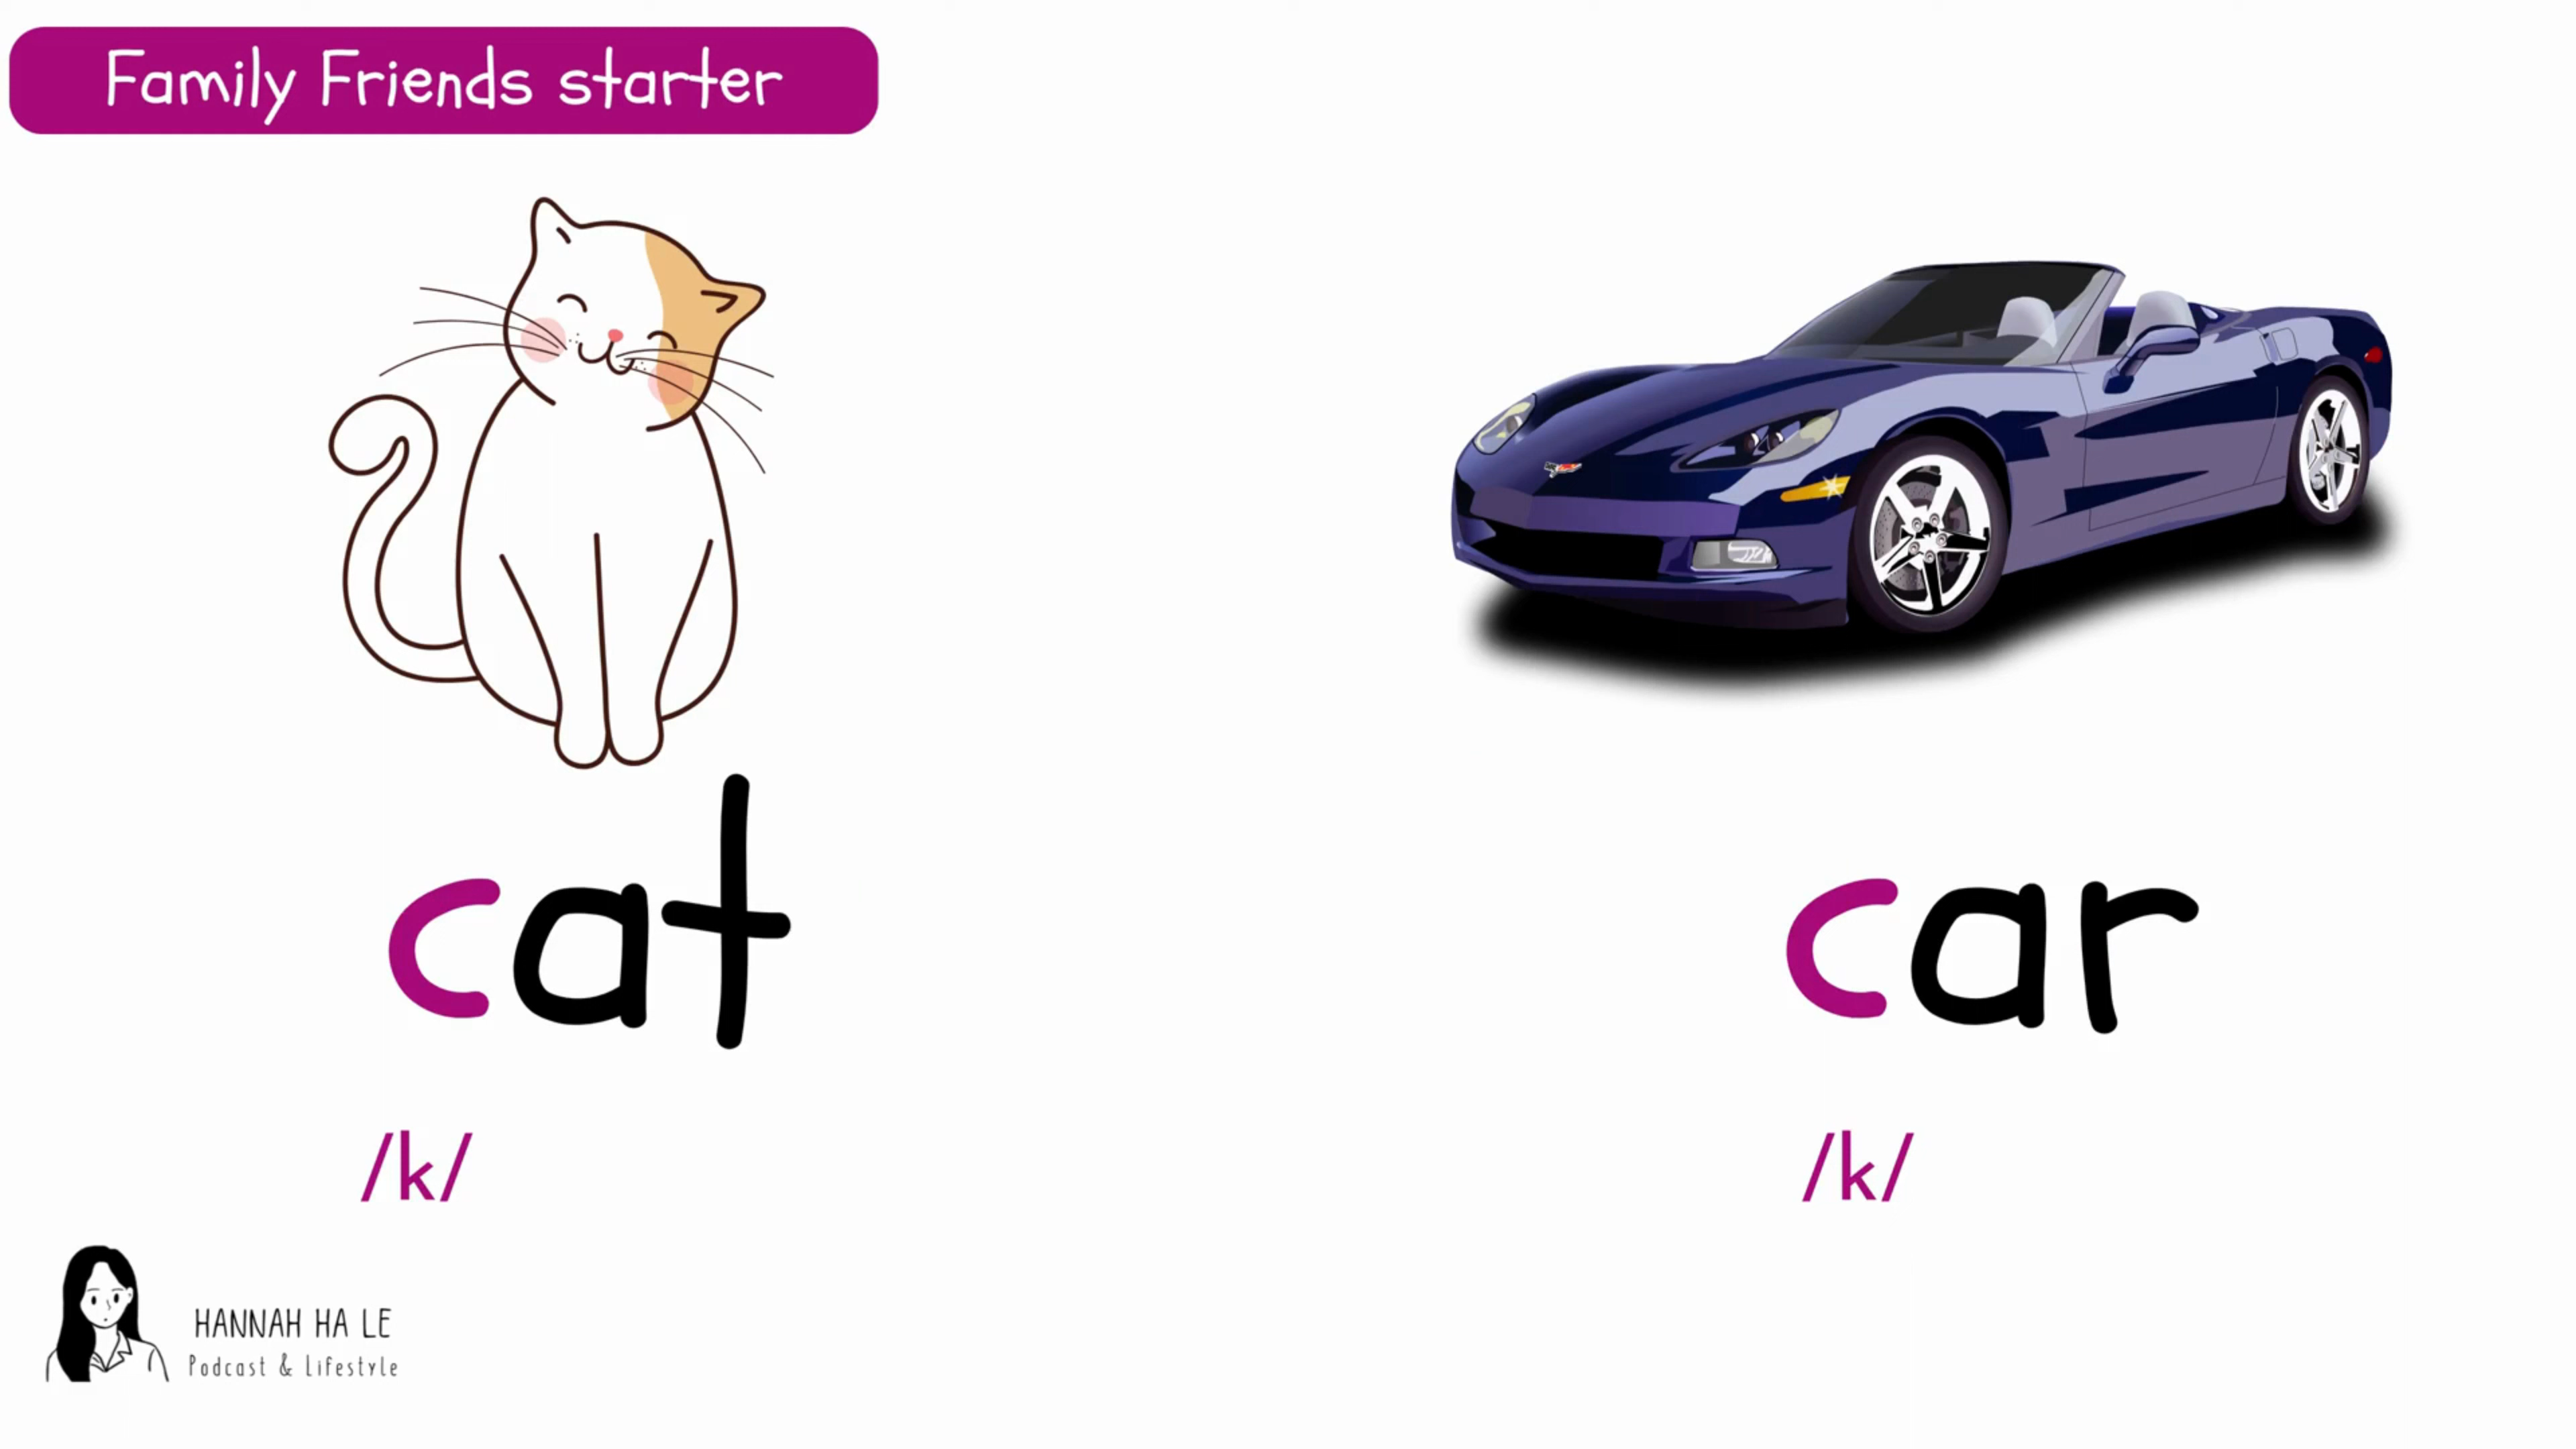 Family Friends starter
cat
car
/k/
/k/
HANNAH HA LE
Podcast & Lifestyle